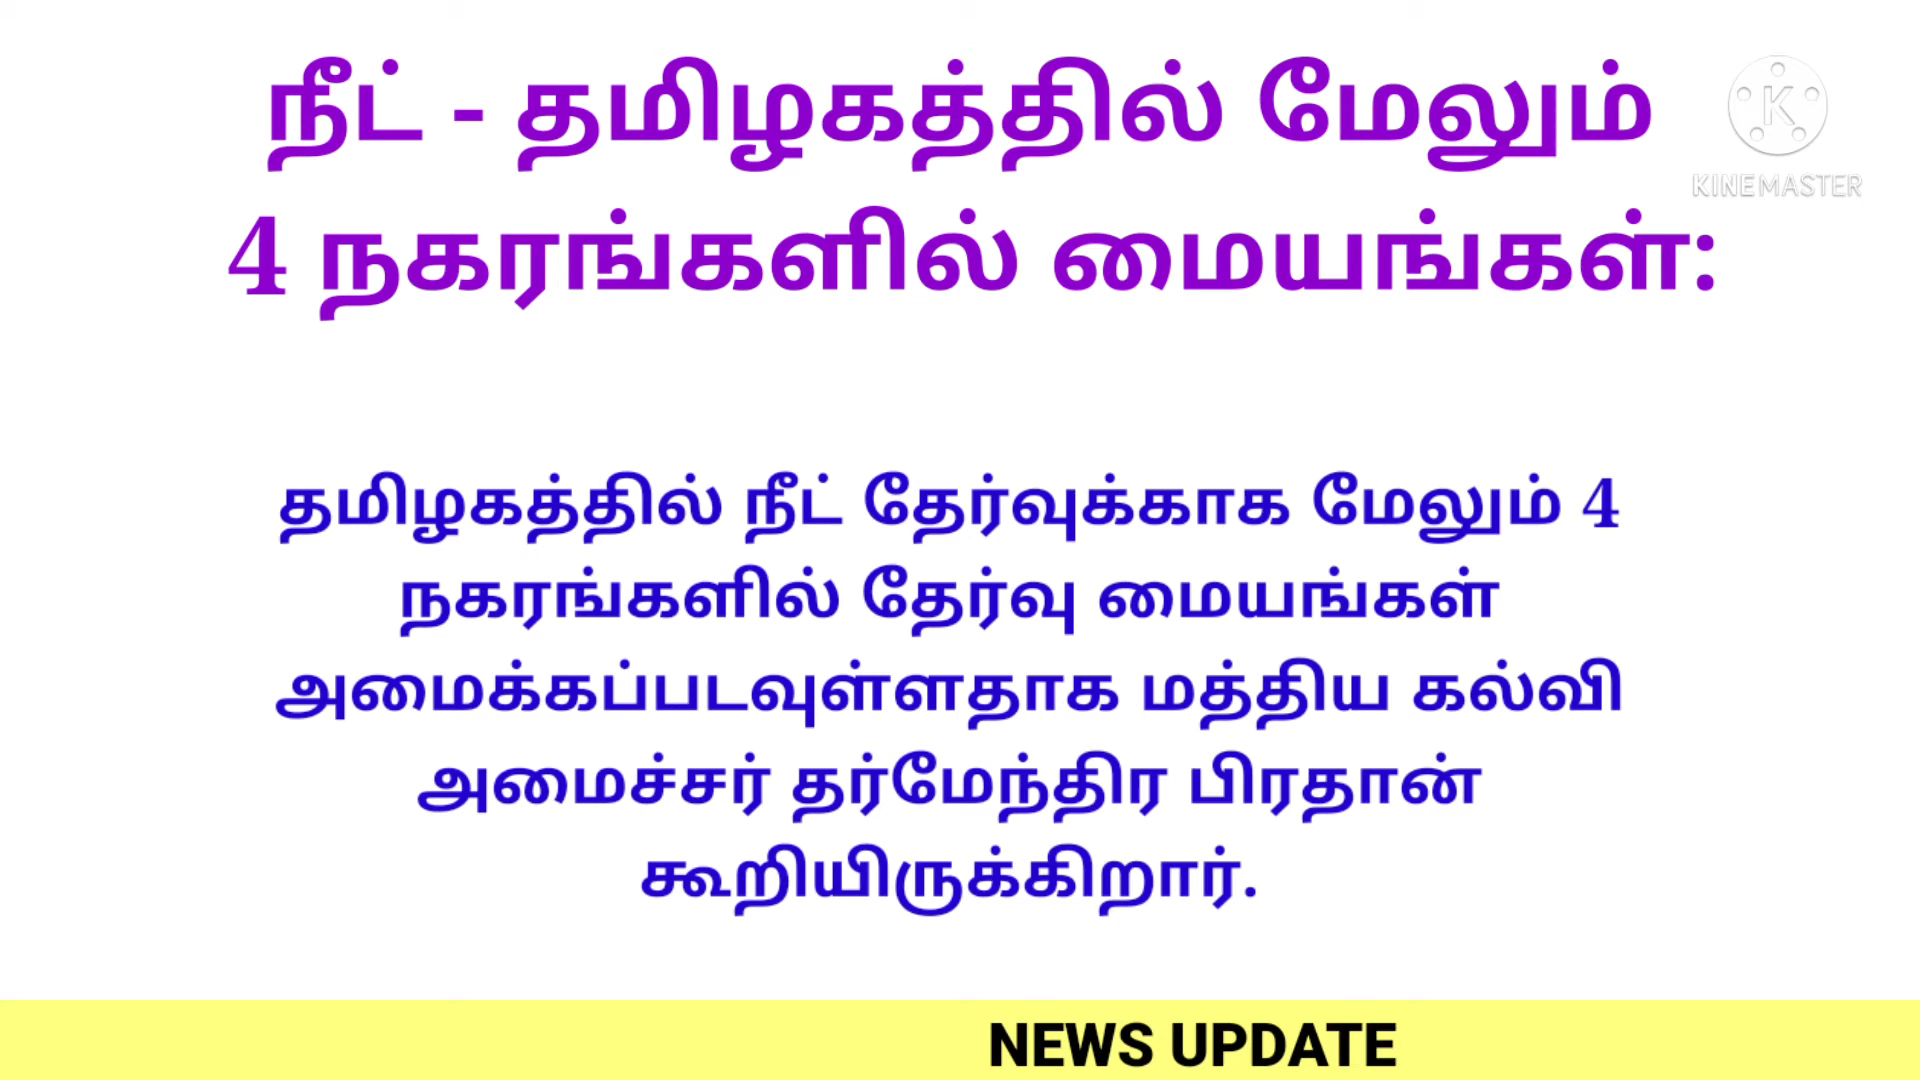 நீட் - தமிழகத்தில் மேலும்
4 நகரங்களில் மையங்கள்:
KINEMASTER
தமிழகத்தில் நீட் தேர்வுக்காக மேலும் 4
நகரங்களில் தேர்வு மையங்கள்
அமைக்கப்படவுள்ளதாக மத்திய கல்வி
அமைச்சர் தர்மேந்திர பிரதான்
கூறியிருக்கிறார்.
NEWS UPDATE